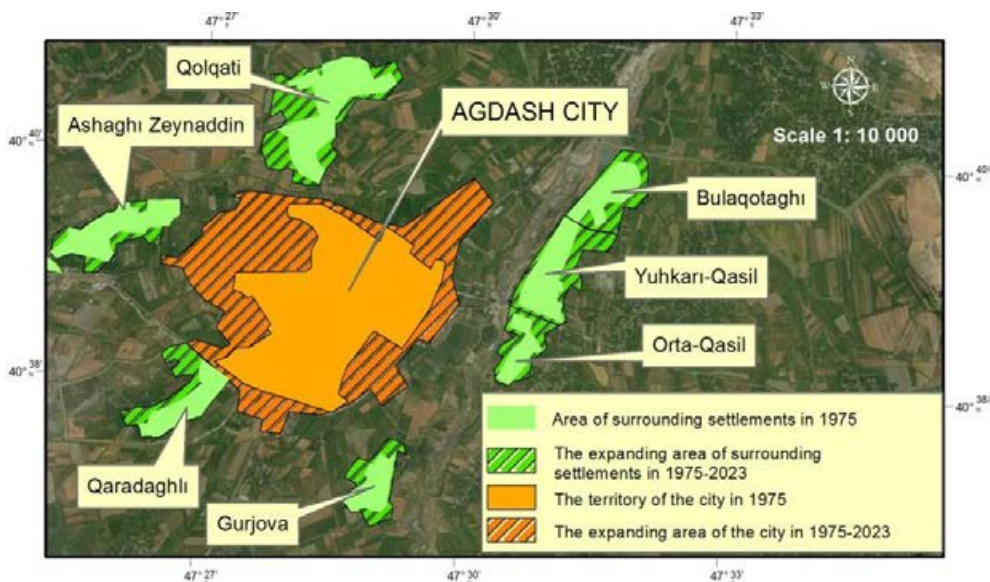 47° 27'
47° 30'
47° 33'
Qolqati
AGDASH CITY
N
W E
S
Ashaghı Zeynaddin
40° 40'
Scale 1: 10 000
40° 40'
Bulaqotaghı
Yuhkarı-Qasil
Orta-Qasil
40° 38'
40° 38'
Area of surrounding settlements in 1975
The expanding area of surrounding
settlements in 1975-2023
The territory of the city in 1975
The expanding area of the city in 1975-2023
Qaradaghlı
Gurjova
47° 27'
47° 30'
47° 33'